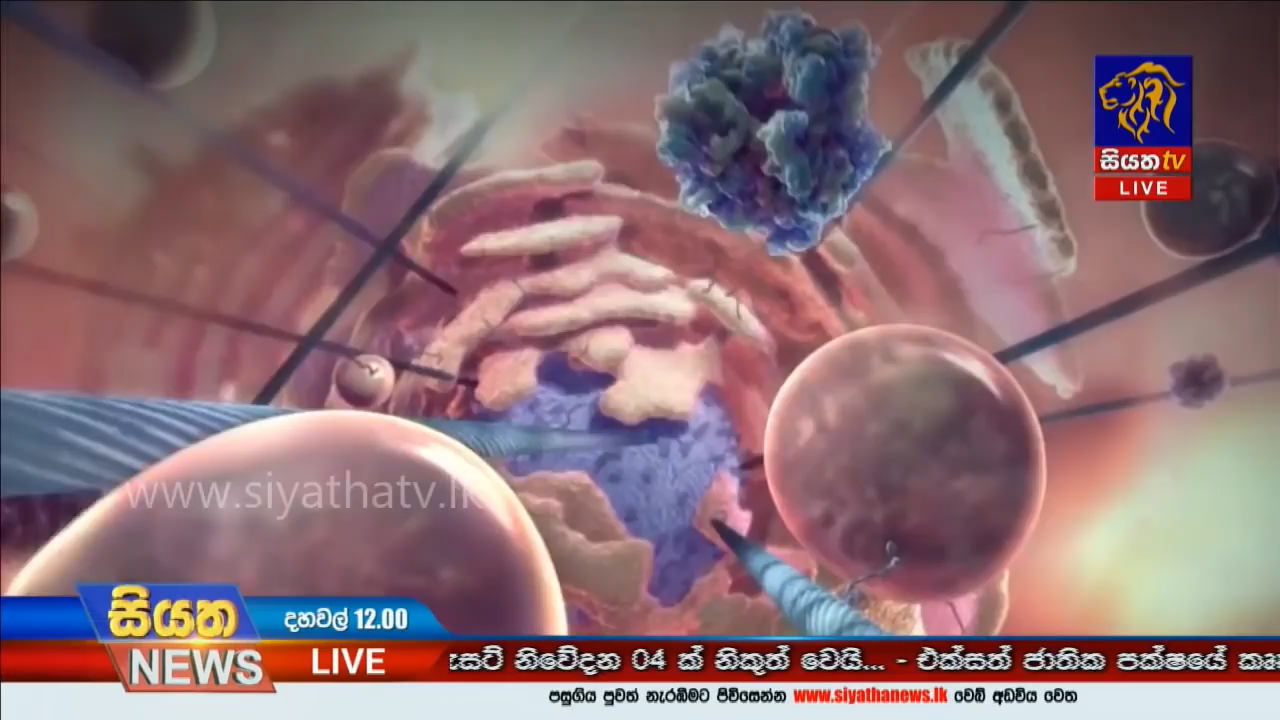 සියත tv
LIVE
www.siyathatv.lk
සියත
දහවල් 12.00
NEWS
LIVE
නිවේදන 04 ක් නිකුත් වෙයි... - එක්සත් ජාතික පක්ෂයේ
පසුගිය පුවත් නැරඹීමට පිවිසෙන්න www.siyathanews.lk වෙබ් අඩවිය වෙත